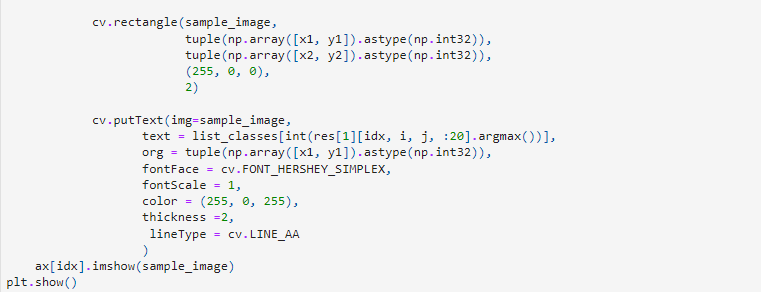 cv.rectangle(sample_image,
tuple(np.array([x1, y1]).astype(np.int32)),
tuple(np.array([x2, y2]).astype(np.int32)),
(255, 0, 0),
2)
cv.putText(img=sample_image,
text = list_classes[int(res[1][idx, i, j, :20].argmax())],
org = tuple(np.array([x1, y1]).astype(np.int32)),
fontFace = cv.FONT_HERSHEY_SIMPLEX,
fontScale = 1,
color = (255, 0, 255),
thickness =2,
lineType = cv.LINE_AA
)
ax[idx].imshow(sample_image)
plt.show()